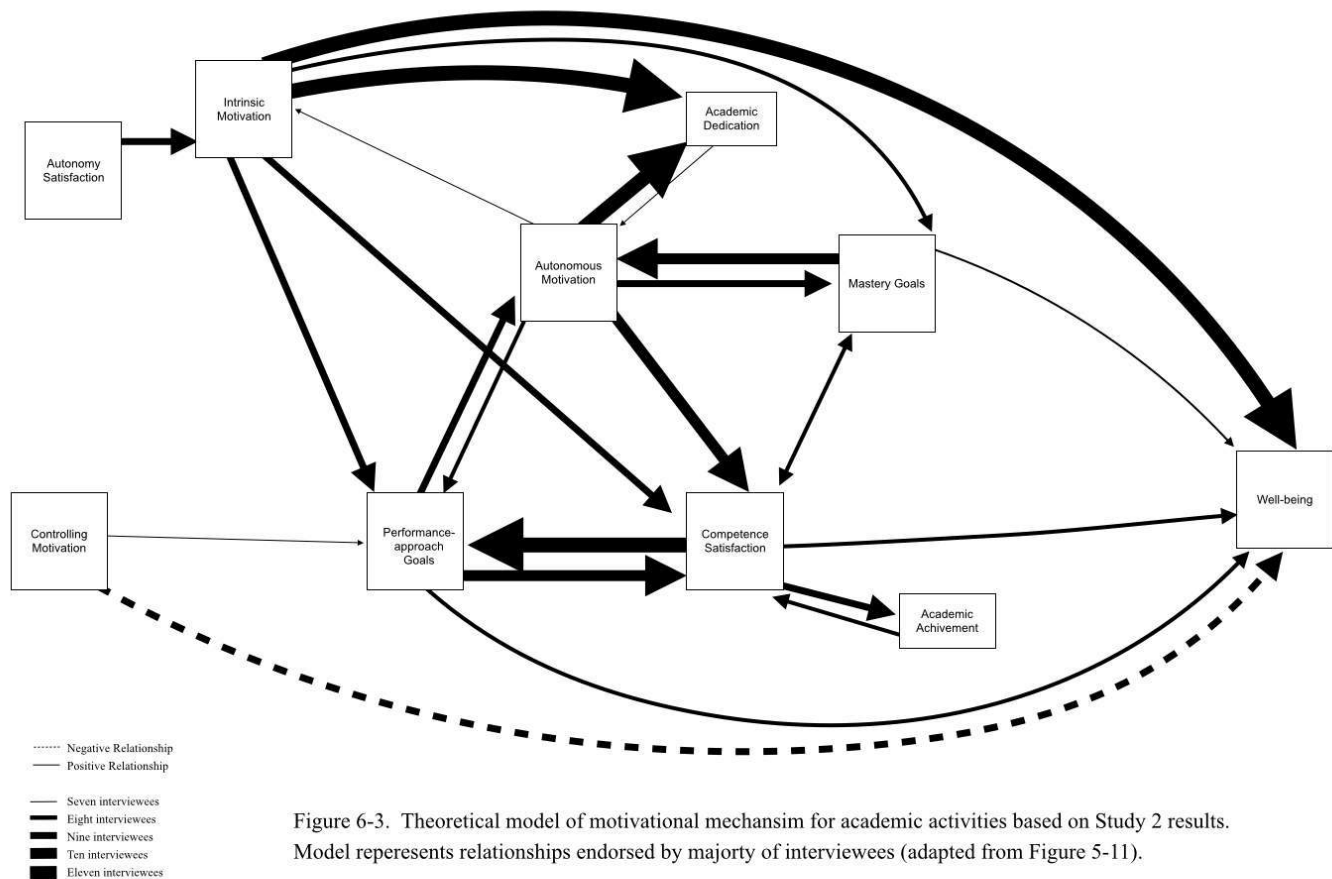 Intrinsic
Motivation
Academic
Dedication
Autonomy
Satisfaction
Autonomous
Motivation
Mastery Goals
Controlling
Motivation
Performance-
approach
Goals
Competence
Satisfaction
Well-being
Academic
Achivement
Negative Relationship
Positive Relationship
Seven interviewees
Eight interviewees
Nine interviewees
Ten interviewees
Eleven interviewees
Figure 6-3. Theoretical model of motivational mechansim for academic activities based on Study 2 results.
Model reperesents relationships endorsed by majorty of interviewees (adapted from Figure 5-11).